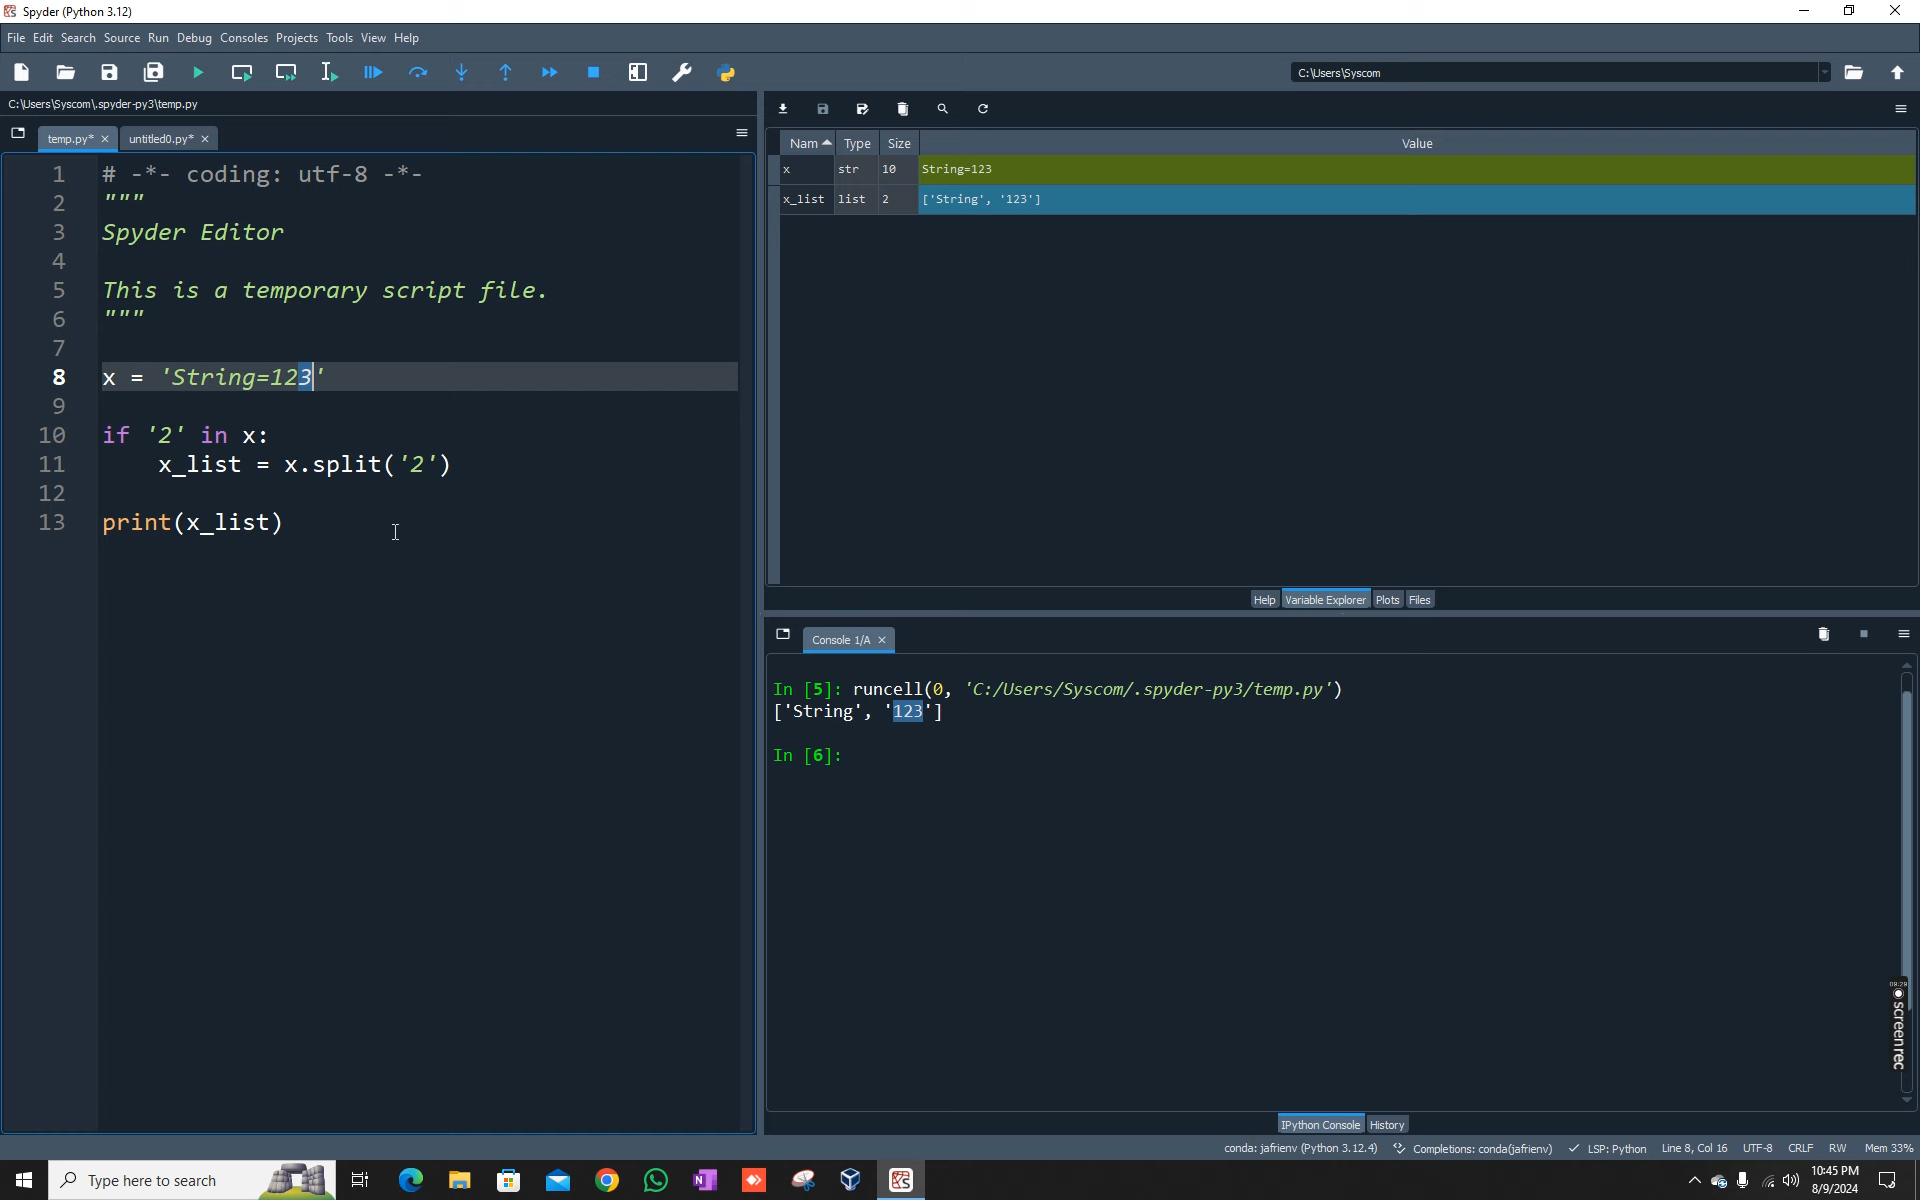 Spyder (Python 3.12)
File Edit Search Source Run Debug Consoles Projects Tools View Help
C:\Users\Syscom
C:\Users\Syscom\.spyder-py3\temp.py
temp.py*
untitled0.py*
1 # -*- coding: utf-8 -*-
2 """
3 Spyder Editor
4
5 This is a temporary script file.
6 """
7
8 x = 'String=123'
9
10 if '2' in x:
11 x_list = x.split('2')
12
13 print(x_list)
Nam Type Size Value
x str 10 String=123
x_list list 2 ['String', '123']
Help Variable Explorer Plots Files
Console 1/A
In [5]: runcell(0, 'C:/Users/Syscom/.spyder-py3/temp.py')
['String', '123']
In [6]:
09:29
screen rec
IPython Console History
conda: jafrienv (Python 3.12.4) Completions: conda(jafrienv) LSP: Python Line 8, Col 16 UTF-8 CRLF RW Mem 33%
Type here to search
10:45 PM
8/9/2024